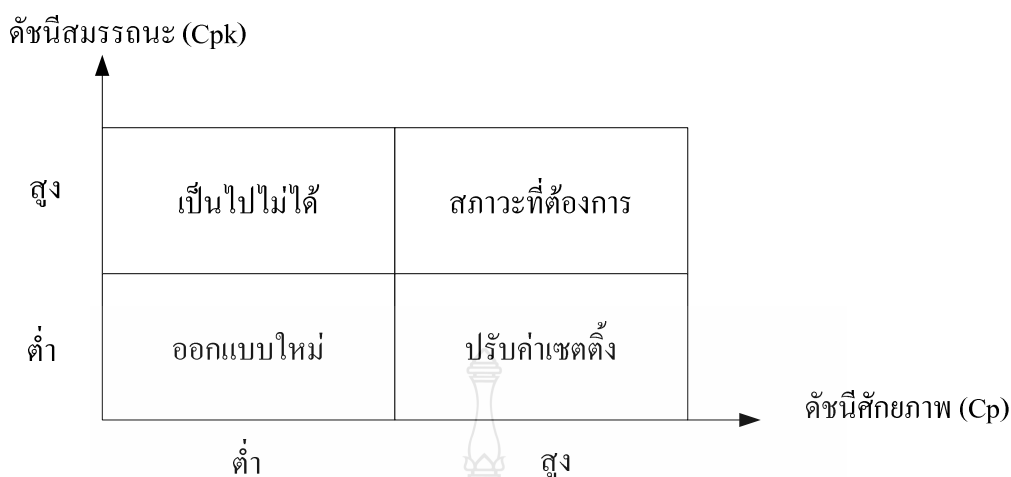 ดัชนีสมรรถนะ (Cpk)
สูง
เป็นไปไม่ได้
สภาวะที่ต้องการ
ต่ำ
ออกแบบใหม่
ปรับค่าเซตติ้ง
ดัชนีศักยภาพ (Cp)
ต่ำ
สูง